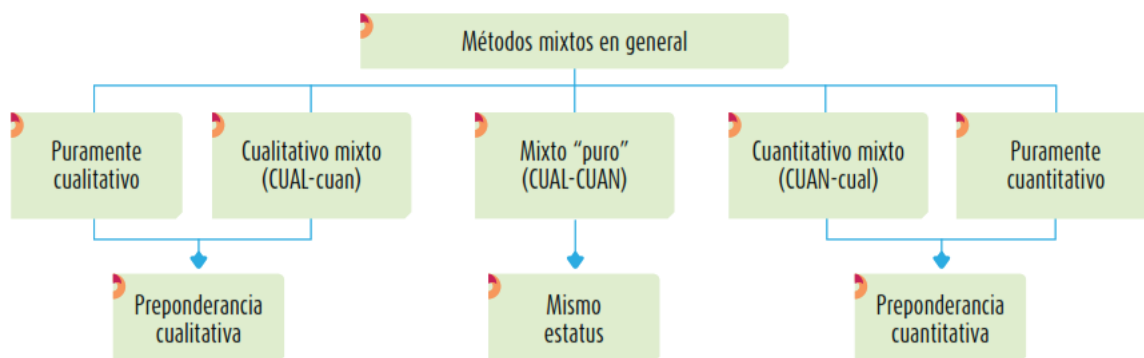 Métodos mixtos en general
Puramente
cualitativo
Cualitativo mixto
(CUAL-cuan)
Mixto “puro”
(CUAL-CUAN)
Cuantitativo mixto
(CUAN-cual)
Puramente
cuantitativo
Preponderancia
cualitativa
Mismo
estatus
Preponderancia
cuantitativa